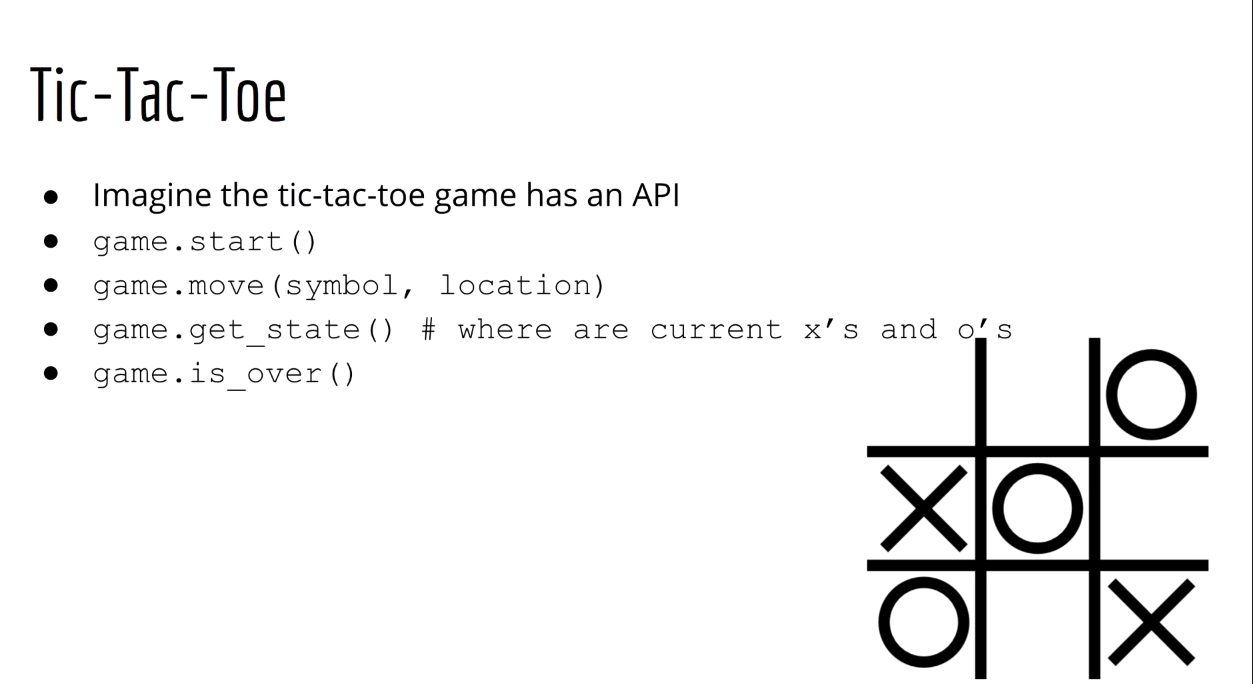 Tic-Tac-Toe
● Imagine the tic-tac-toe game has an API
● game.start()
● game.move(symbol, location)
● game.get_state() # where are current x’s and o’s
● game.is_over()
O
X O
O X